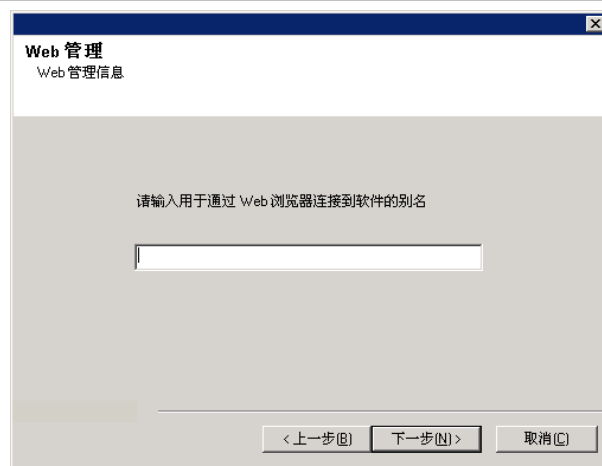 Web 管理
Web 管理信息
请输入用于通过 Web 浏览器连接到软件的别名
< 上一步(B)
下一步(N) >
取消(C)